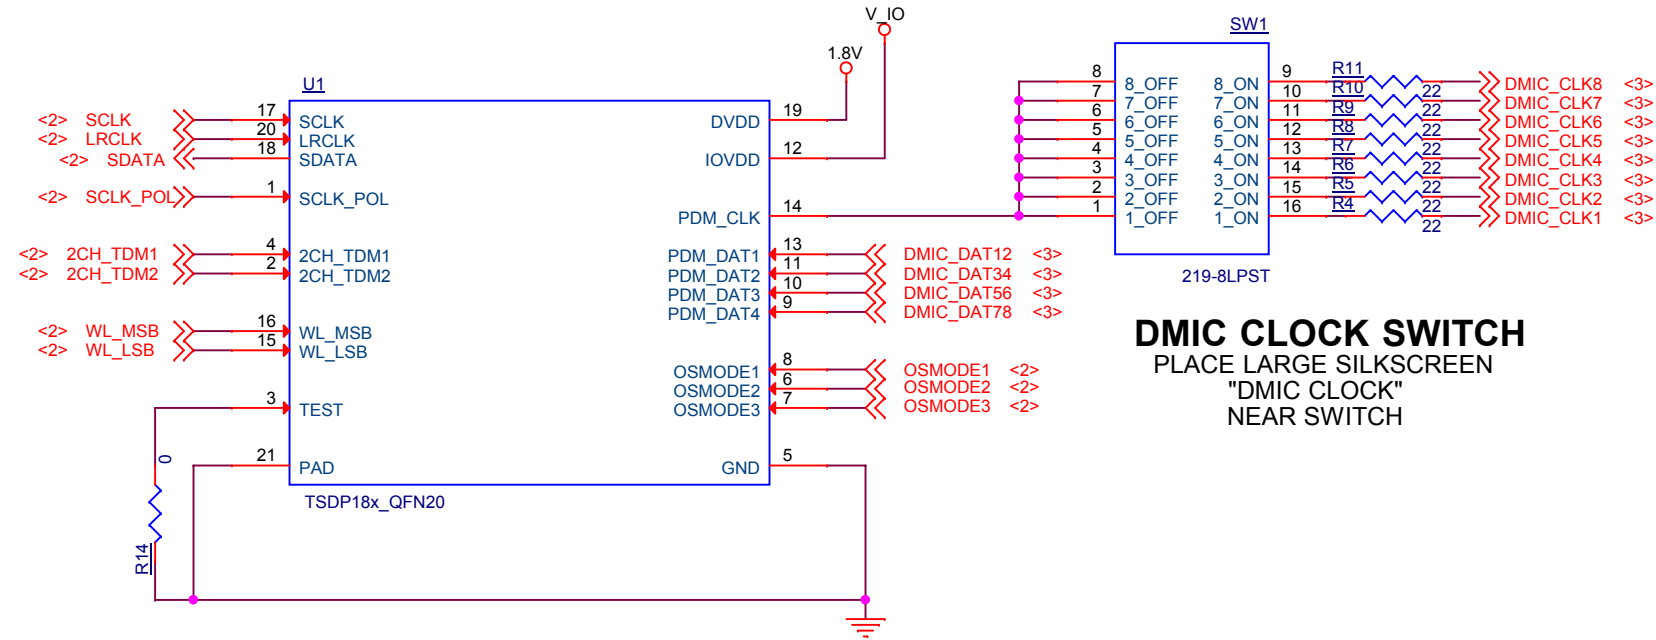 V_IO
1.8V
SW1
U1
<2> SCLK 17 SCLK
<2> LRCLK 20 LRCLK
<2> SDATA 18 SDATA
<2> SCLK_POL 1 SCLK_POL
<2> 2CH_TDM1 4 2CH_TDM1
<2> 2CH_TDM2 2 2CH_TDM2
<2> WL_MSB 16 WL_MSB
<2> WL_LSB 15 WL_LSB
3 TEST
21 PAD
0
R14
TSDP18x_QFN20
DVDD 19
IOVDD 12
PDM_CLK 14
PDM_DAT1 13 DMIC_DAT12 <3>
PDM_DAT2 11 DMIC_DAT34 <3>
PDM_DAT3 10 DMIC_DAT56 <3>
PDM_DAT4 9 DMIC_DAT78 <3>
OSMODE1 8 OSMODE1 <2>
OSMODE2 6 OSMODE2 <2>
OSMODE3 7 OSMODE3 <2>
GND 5
8 8_OFF 8_ON 9 R11 22 DMIC_CLK8 <3>
7 7_OFF 7_ON 10 R10 22 DMIC_CLK7 <3>
6 6_OFF 6_ON 11 R9 22 DMIC_CLK6 <3>
5 5_OFF 5_ON 12 R8 22 DMIC_CLK5 <3>
4 4_OFF 4_ON 13 R7 22 DMIC_CLK4 <3>
3 3_OFF 3_ON 14 R6 22 DMIC_CLK3 <3>
2 2_OFF 2_ON 15 R5 22 DMIC_CLK2 <3>
1 1_OFF 1_ON 16 R4 22 DMIC_CLK1 <3>
219-8LPST
DMIC CLOCK SWITCH
PLACE LARGE SILKSCREEN
"DMIC CLOCK"
NEAR SWITCH